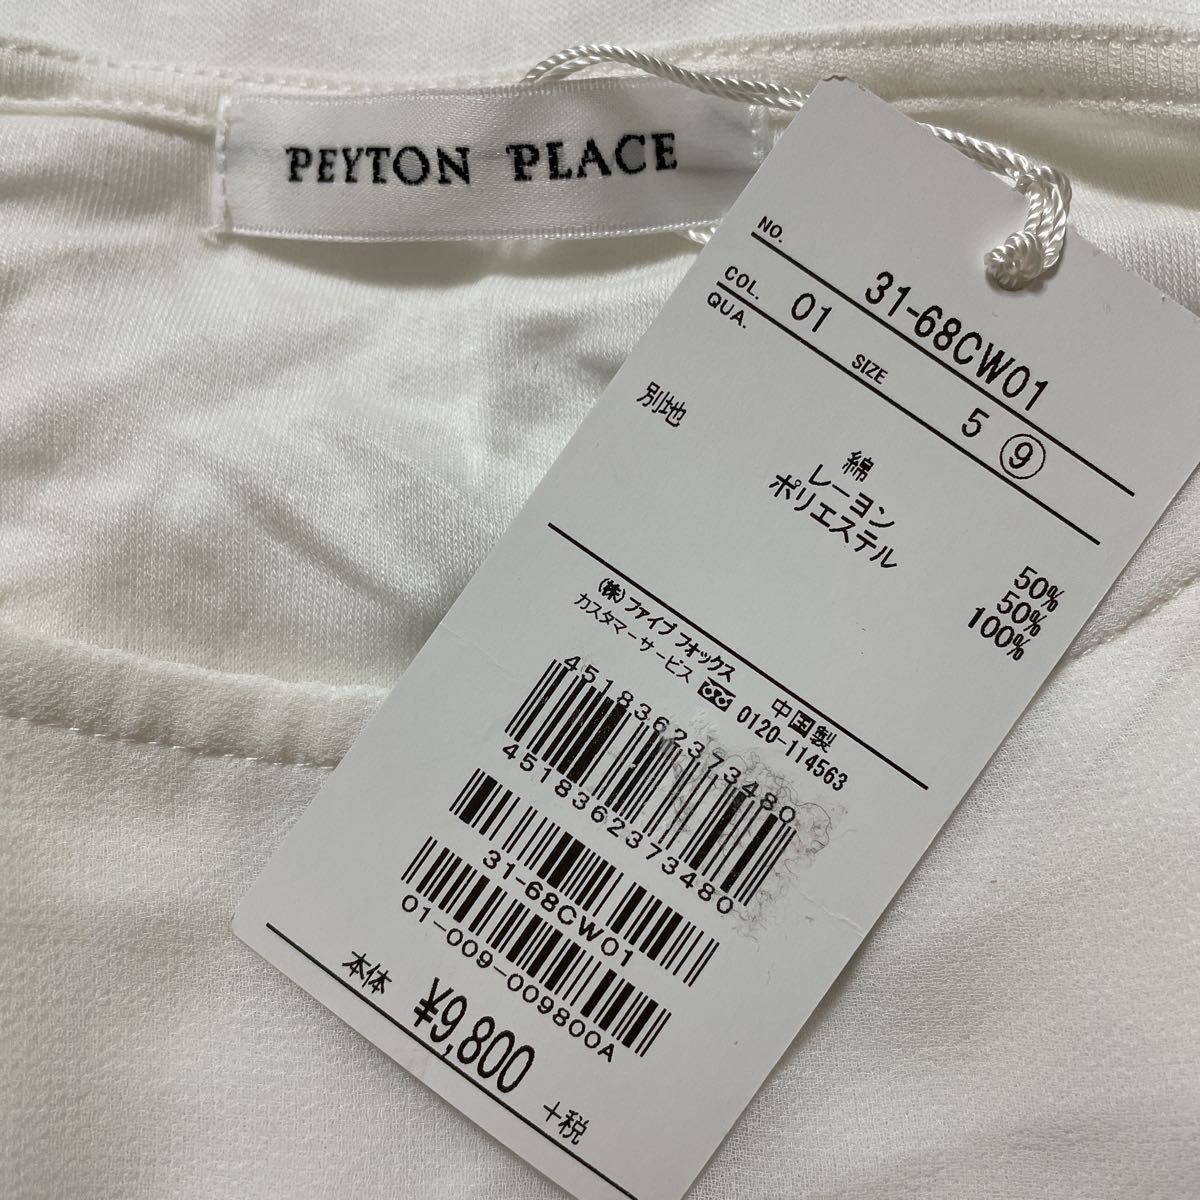 PEYTON PLACE
NO. 31-68CW01
COL. 01 SIZE 5 ⑨
QUA.
綿 50%
レーヨン 50%
別地 ポリエステル 100%
(株)ファイブ フォックス 中国製
カスタマーサービス 0120-114563
4518362373480
4518362373480
31-68CW01
01-009-009800A
本体 ¥9,800 +税